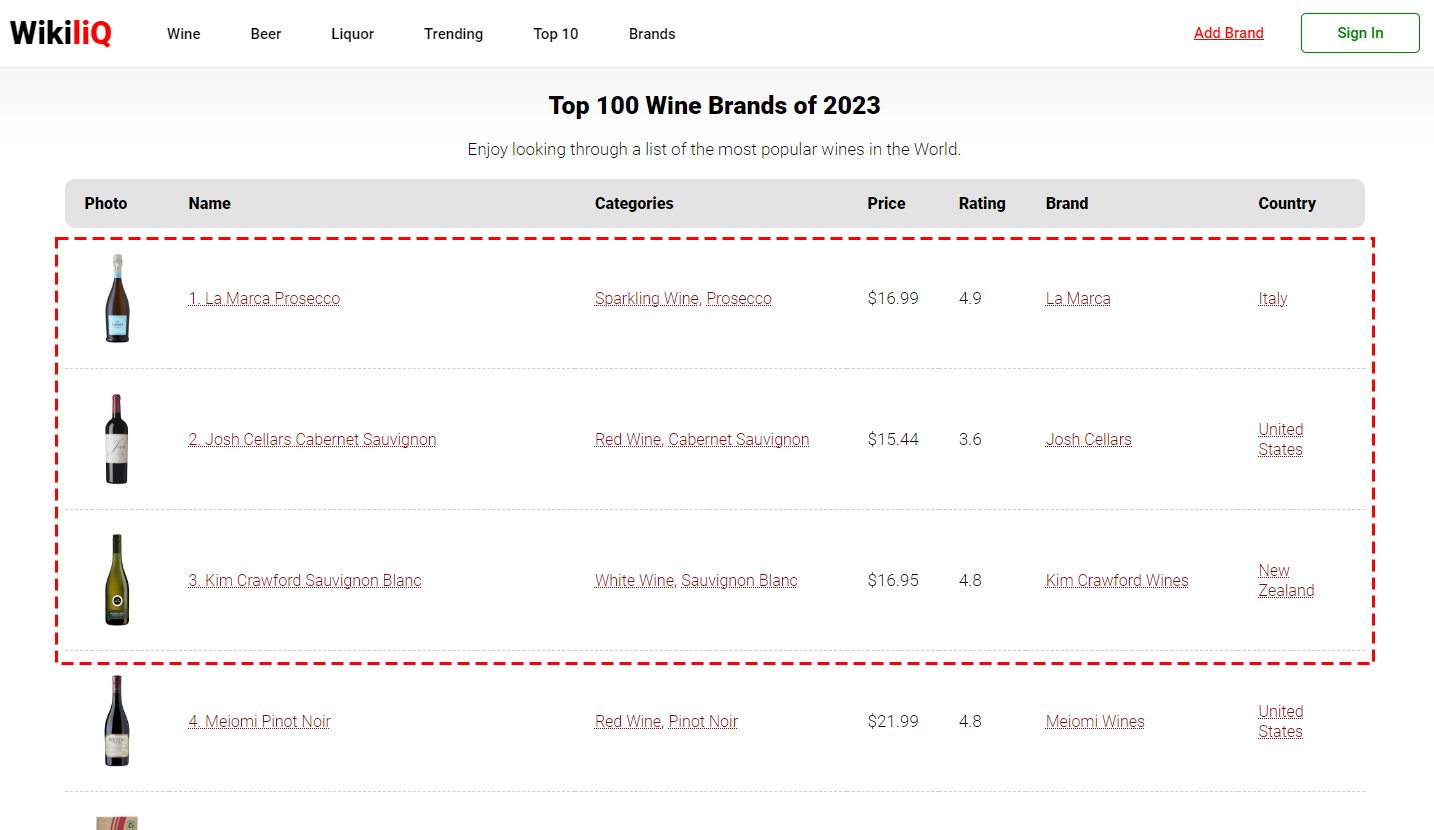 WikiliQ Wine Beer Liquor Trending Top 10 Brands Add Brand Sign In
Top 100 Wine Brands of 2023
Enjoy looking through a list of the most popular wines in the World.
Photo Name Categories Price Rating Brand Country
1. La Marca Prosecco Sparkling Wine, Prosecco $16.99 4.9 La Marca Italy
2. Josh Cellars Cabernet Sauvignon Red Wine, Cabernet Sauvignon $15.44 3.6 Josh Cellars United
States
3. Kim Crawford Sauvignon Blanc White Wine, Sauvignon Blanc $16.95 4.8 Kim Crawford Wines New
Zealand
4. Meiomi Pinot Noir Red Wine, Pinot Noir $21.99 4.8 Meiomi Wines United
States